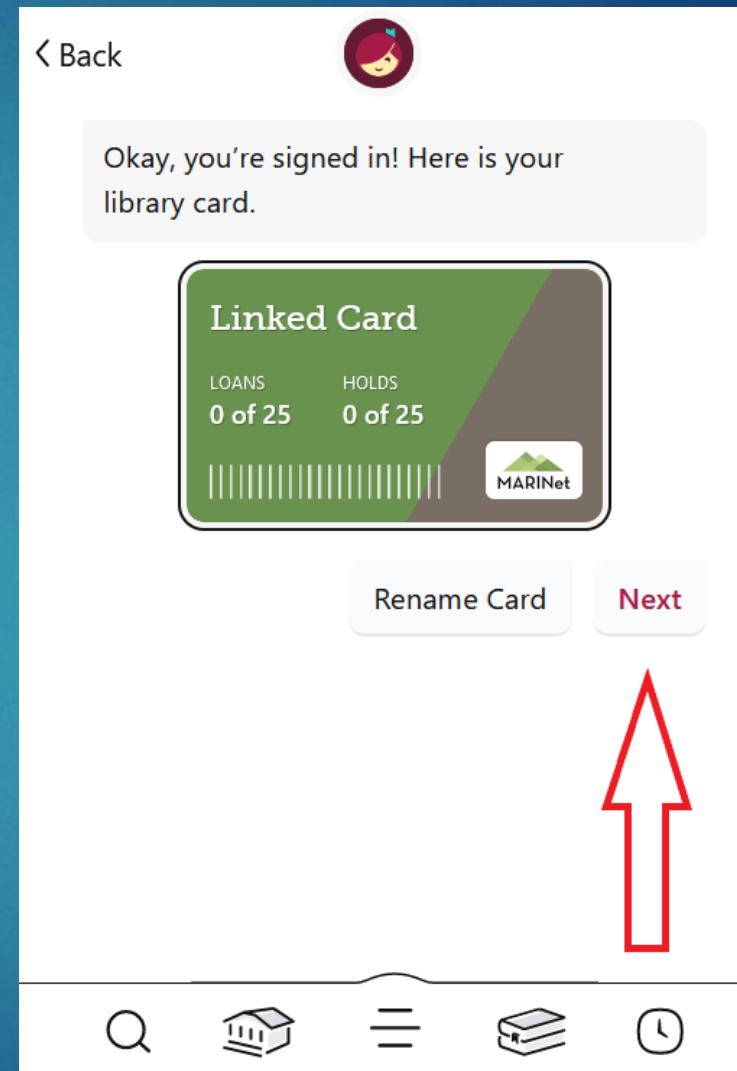 Back
Okay, you’re signed in! Here is your
library card.
Linked Card
LOANS HOLDS
0 of 25 0 of 25
MARINet
Rename Card Next